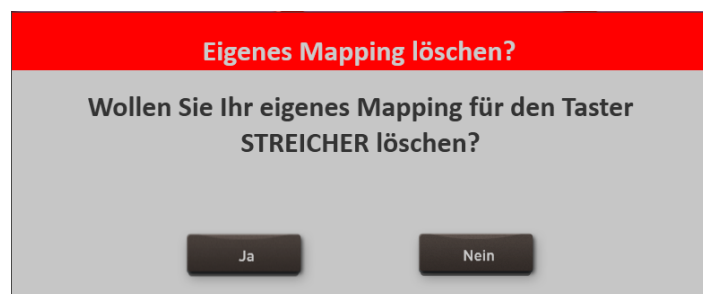 Eigenes Mapping löschen?
Wollen Sie Ihr eigenes Mapping für den Taster
STREICHER löschen?
Ja
Nein